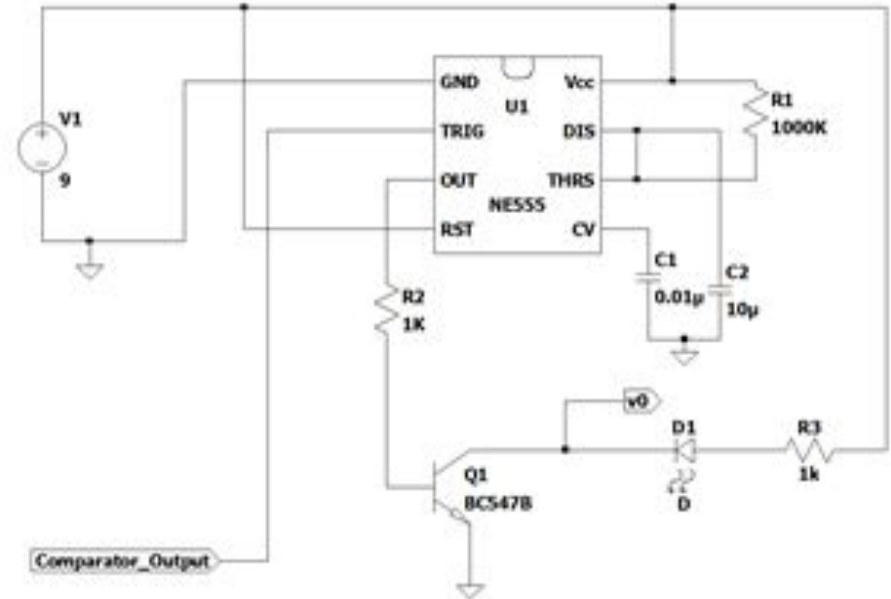 V1
9
GND
TRIG
OUT
RST
U1
NE555
Vcc
DIS
THRS
CV
R1
1000K
C1
0.01µ
C2
10µ
R2
1K
v0
D1
D
R3
1k
Q1
BC547B
Comparator_Output